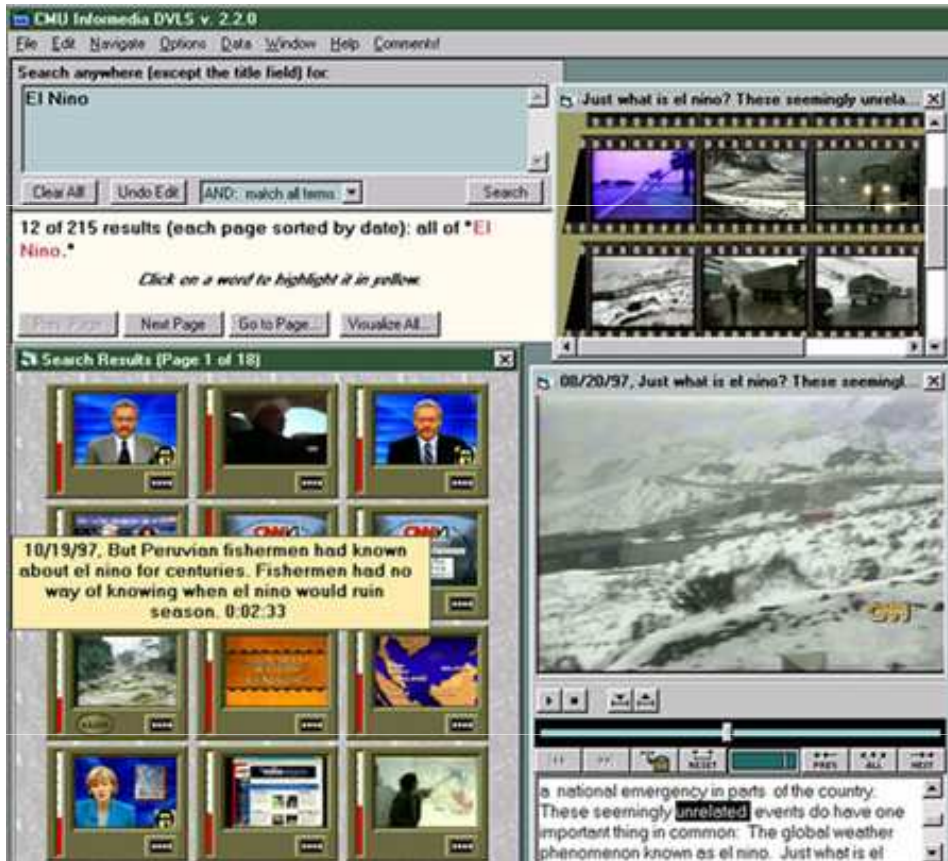 CMU Informedia DVLS v. 2.2.0
File Edit Navigate Options Data Window Help Comments!
Search anywhere (except the title field) for:
El Nino
Clear All! Undo Edit AND: match all terms Search
12 of 215 results (each page sorted by date): all of "El
Nino."
Click on a word to highlight it in yellow.
Prev Page Next Page Go to Page... Visualize All...
Just what is el nino? These seemingly unrela...
Search Results (Page 1 of 18)
CNN
10/19/97, But Peruvian fishermen had known
about el nino for centuries. Fishermen had no
way of knowing when el nino would ruin
season. 0:02:33
08/20/97, Just what is el nino? These seemingl...
CNN
RESET PREV ALL NEXT
a national emergency in parts of the country.
These seemingly unrelated events do have one
important thing in common: The global weather
phenomenon known as el nino. Just what is el